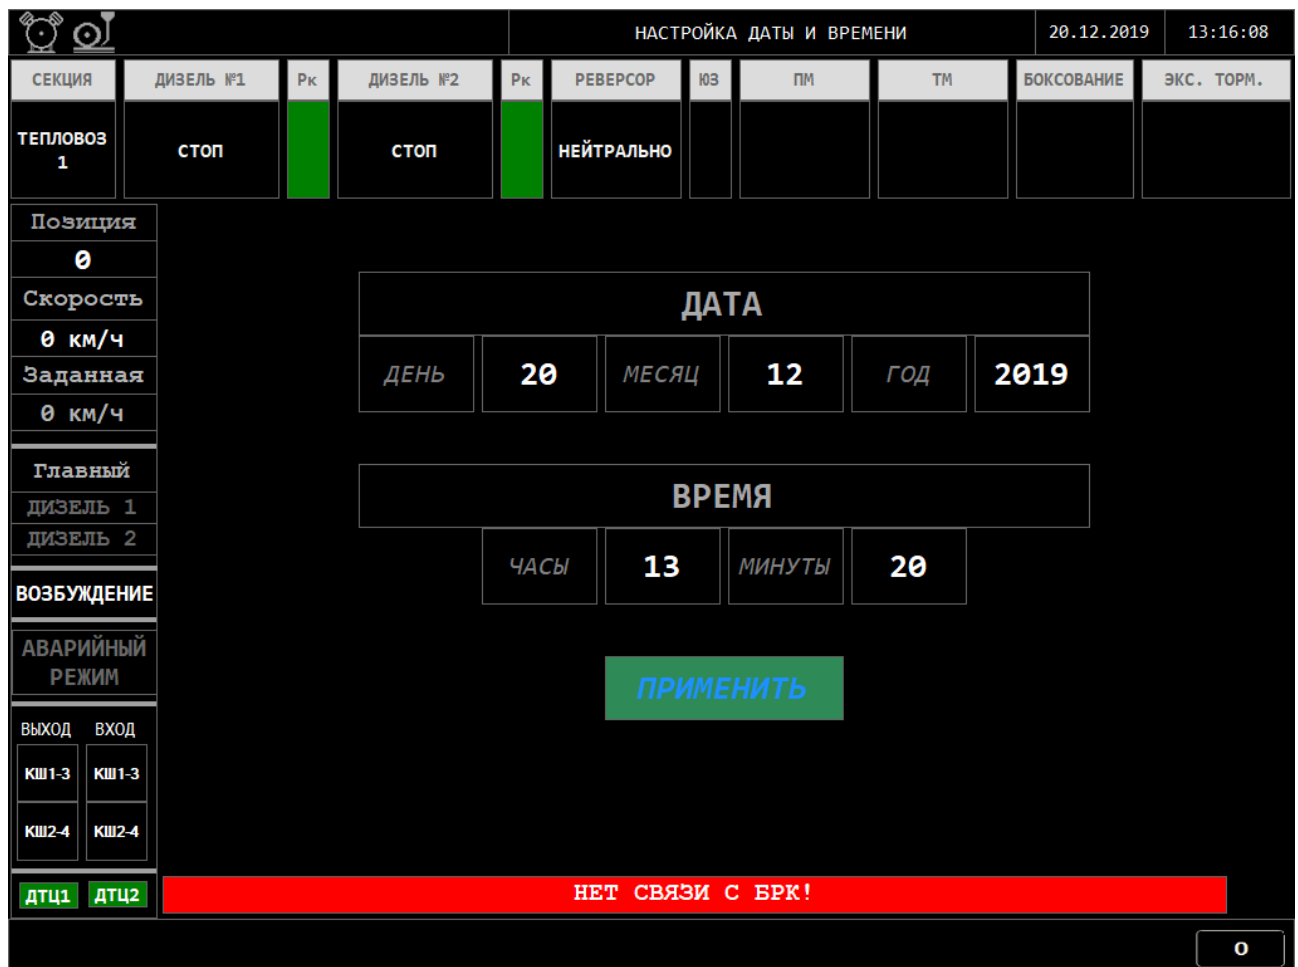 НАСТРОЙКА ДАТЫ И ВРЕМЕНИ 20.12.2019 13:16:08
СЕКЦИЯ ДИЗЕЛЬ №1 Рк ДИЗЕЛЬ №2 Рк РЕВЕРСОР ЮЗ ПМ ТМ БОКСОВАНИЕ ЭКС. ТОРМ.
ТЕПЛОВОЗ
1
СТОП СТОП НЕЙТРАЛЬНО
Позиция
0
Скорость
0 км/ч
Заданная
0 км/ч
Главный
ДИЗЕЛЬ 1
ДИЗЕЛЬ 2
ВОЗБУЖДЕНИЕ
АВАРИЙНЫЙ
РЕЖИМ
ВЫХОД ВХОД
КШ1-3 КШ1-3
КШ2-4 КШ2-4
ДТЦ1 ДТЦ2
ДАТА
ДЕНЬ 20 МЕСЯЦ 12 ГОД 2019
ВРЕМЯ
ЧАСЫ 13 МИНУТЫ 20
ПРИМЕНИТЬ
НЕТ СВЯЗИ С БРК!
О